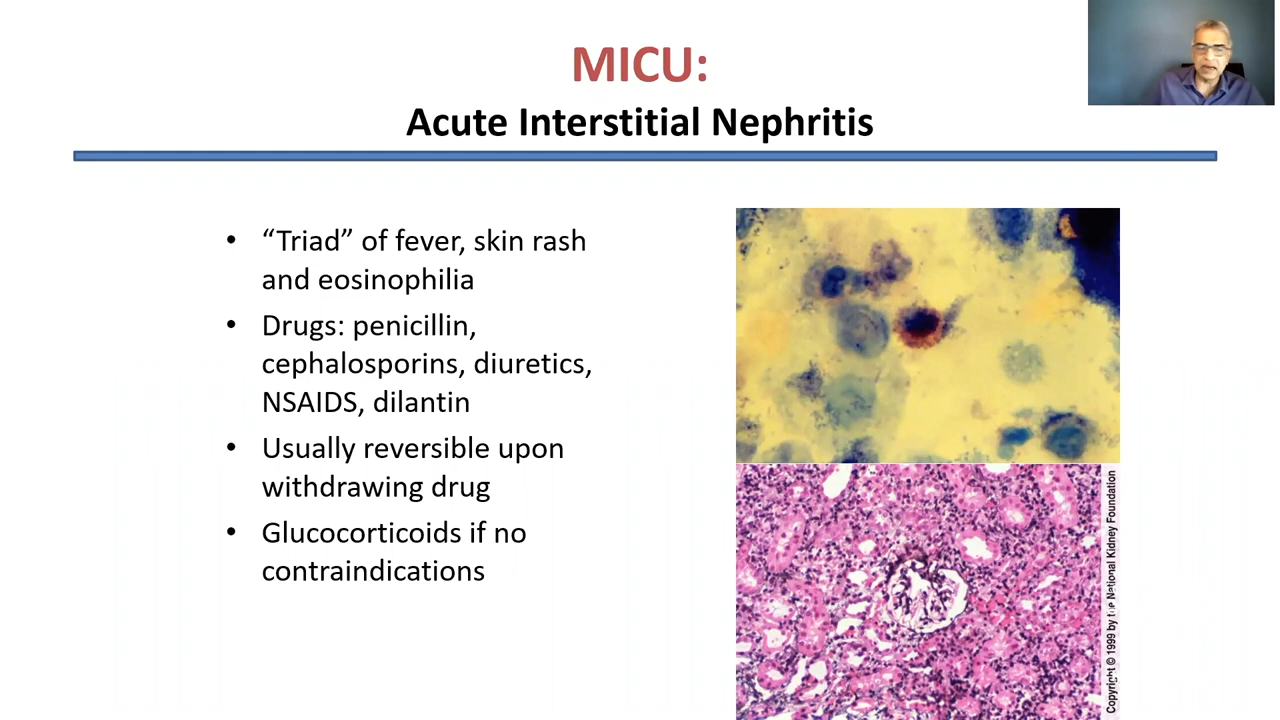 MICU:
Acute Interstitial Nephritis
• “Triad” of fever, skin rash
and eosinophilia
• Drugs: penicillin,
cephalosporins, diuretics,
NSAIDS, dilantin
• Usually reversible upon
withdrawing drug
• Glucocorticoids if no
contraindications
Copyright © 1999 by the National Kidney Foundation